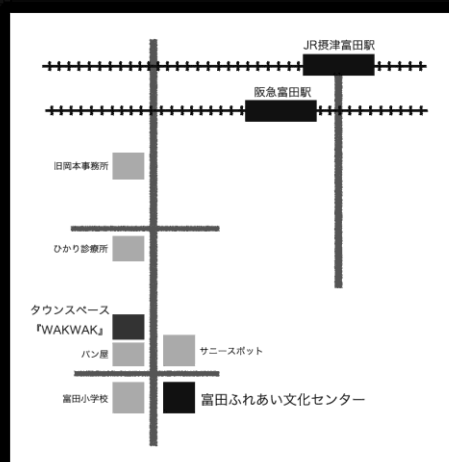 JR摂津富田駅
阪急富田駅
旧岡本事務所
ひかり診療所
タウンスペース
『WAKWAK』
パン屋
サニースポット
富田小学校
富田ふれあい文化センター